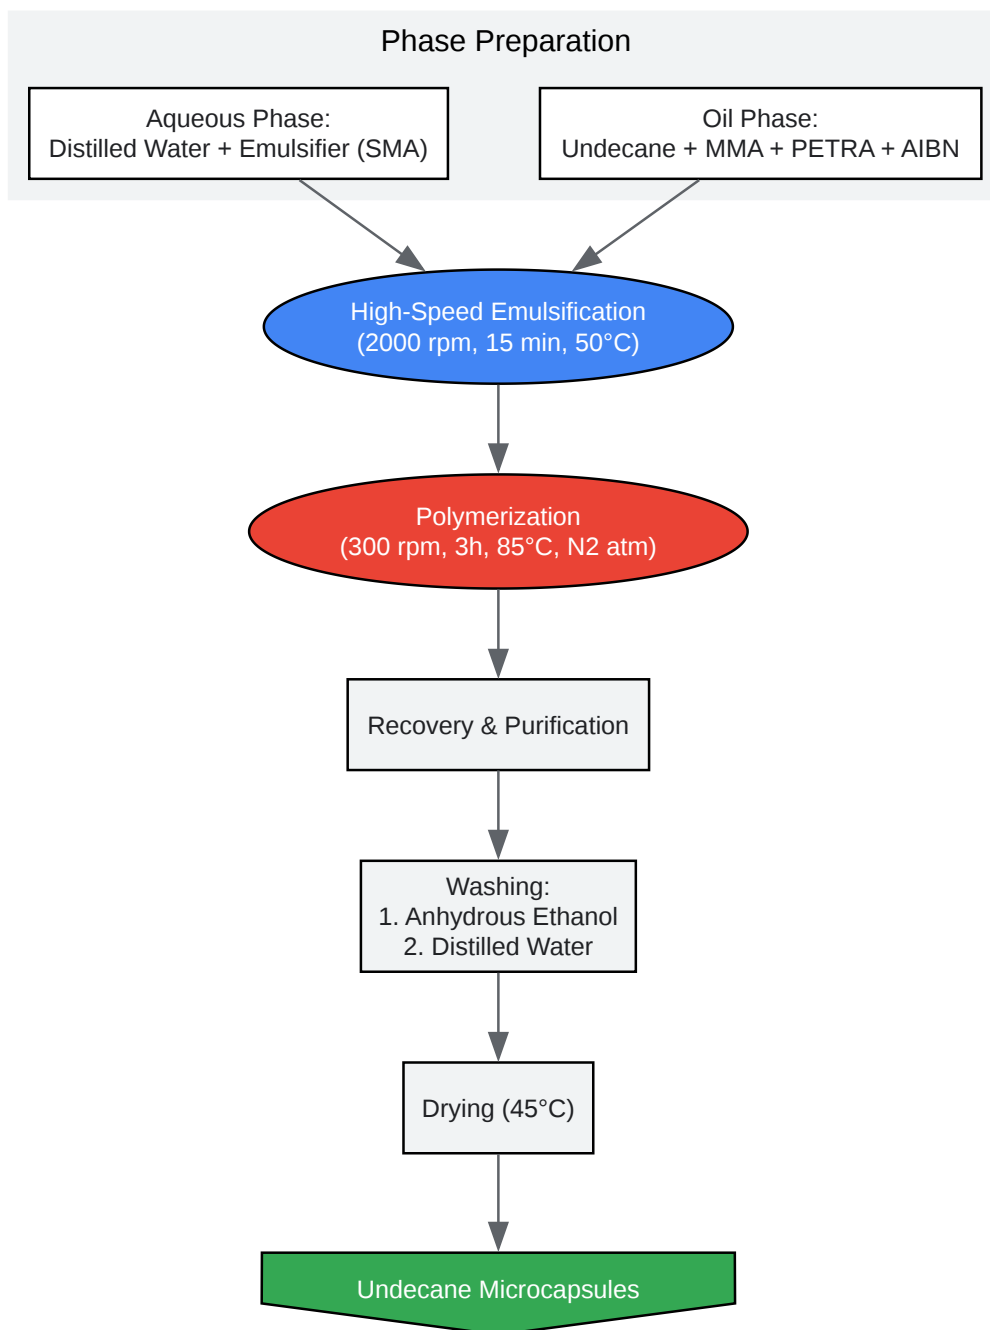 Phase Preparation
Aqueous Phase:
Distilled Water + Emulsifier (SMA)
Oil Phase:
Undecane + MMA + PETRA + AIBN
High-Speed Emulsification
(2000 rpm, 15 min, 50°C)
Polymerization
(300 rpm, 3h, 85°C, N2 atm)
Recovery & Purification
Washing:
1. Anhydrous Ethanol
2. Distilled Water
Drying (45°C)
Undecane Microcapsules